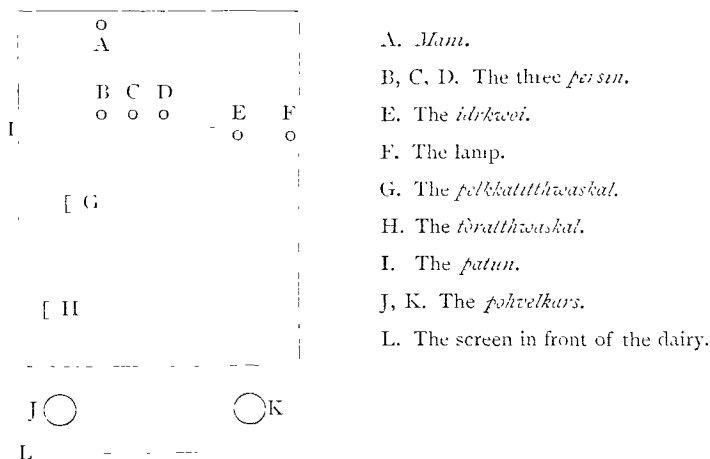 A
B C D
E F
I
G
H
J K
L
A. Mani.
B, C, D. The three persin.
E. The idrkwoi.
F. The lamp.
G. The pelkkatitthwaskal.
H. The tòratthwaskal.
I. The patun.
J, K. The pohvelkars.
L. The screen in front of the dairy.